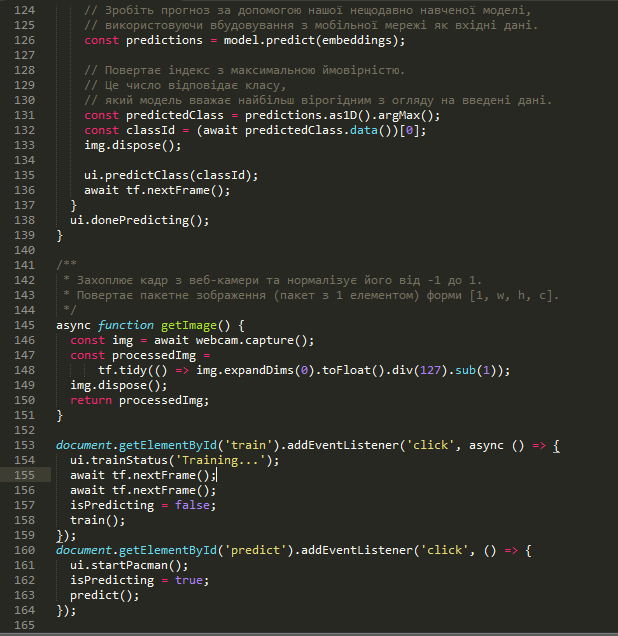 124 // Зробіть прогноз за допомогою нашої нещодавно навченої моделі,
125 // використовуючи вбудовування з мобільної мережі як вхідні дані.
126 const predictions = model.predict(embeddings);
127
128 // Повертає індекс з максимальною ймовірністю.
129 // Це число відповідає класу,
130 // який модель вважає найбільш вірогідним з огляду на введені дані.
131 const predictedClass = predictions.as1D().argMax();
132 const classId = (await predictedClass.data())[0];
133 img.dispose();
134
135 ui.predictClass(classId);
136 await tf.nextFrame();
137 }
138 ui.donePredicting();
139 }
140
141 /**
142 * Захоплює кадр з веб-камери та нормалізує його від -1 до 1.
143 * Повертає пакетне зображення (пакет з 1 елементом) форми [1, w, h, c].
144 */
145 async function getImage() {
146 const img = await webcam.capture();
147 const processedImg =
148 tf.tidy(() => img.expandDims(0).toFloat().div(127).sub(1));
149 img.dispose();
150 return processedImg;
151 }
152
153 document.getElementById('train').addEventListener('click', async () => {
154 ui.trainStatus('Training...');
155 await tf.nextFrame();
156 await tf.nextFrame();
157 isPredicting = false;
158 train();
159 });
160 document.getElementById('predict').addEventListener('click', () => {
161 ui.startPacman();
162 isPredicting = true;
163 predict();
164 });
165